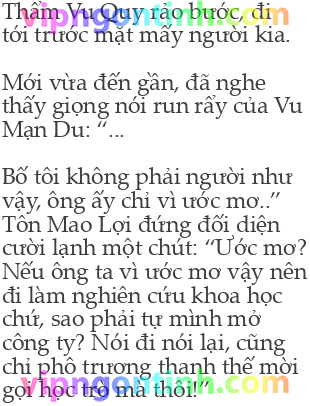 Thẩm Vu Quy rảo bước, đi
tới trước mặt mấy người kia.
Mới vừa đến gần, đã nghe
thấy giọng nói run rẩy của Vu
Mạn Du: “...
Bố tôi không phải người như
vậy, ông ấy chỉ vì ước mơ..”
Tôn Mao Lợi đứng đối diện
cười lạnh một chút: “Ước mơ?
Nếu ông ta vì ước mơ vậy nên
đi làm nghiên cứu khoa học
chứ, sao phải tự mình mở
công ty? Nói đi nói lại, cũng
chỉ phô trương thanh thế mời
gọi học trò mà thôi!”
vipngontinh.com
vipngontinh.com
vipngontinh.com